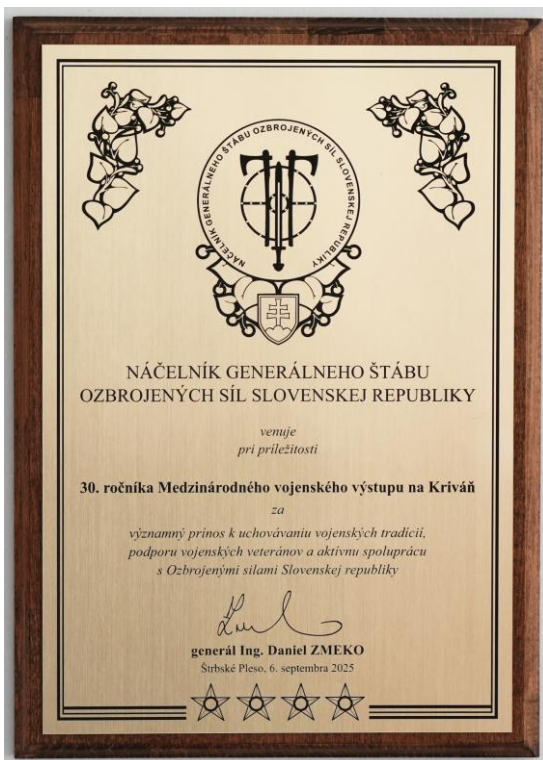 NÁČELNÍK GENERÁLNEHO ŠTÁBU OZBROJENÝCH SÍL SLOVENSKEJ REPUBLIKY
NÁČELNÍK GENERÁLNEHO ŠTÁBU
OZBROJENÝCH SÍL SLOVENSKEJ REPUBLIKY
venuje
pri príležitosti
30. ročníka Medzinárodného vojenského výstupu na Kriváň
za
významný prínos k uchovávaniu vojenských tradícií,
podporu vojenských veteránov a aktívnu spoluprácu
s Ozbrojenými silami Slovenskej republiky
generál Ing. Daniel ZMEKO
Štrbské Pleso, 6. septembra 2025